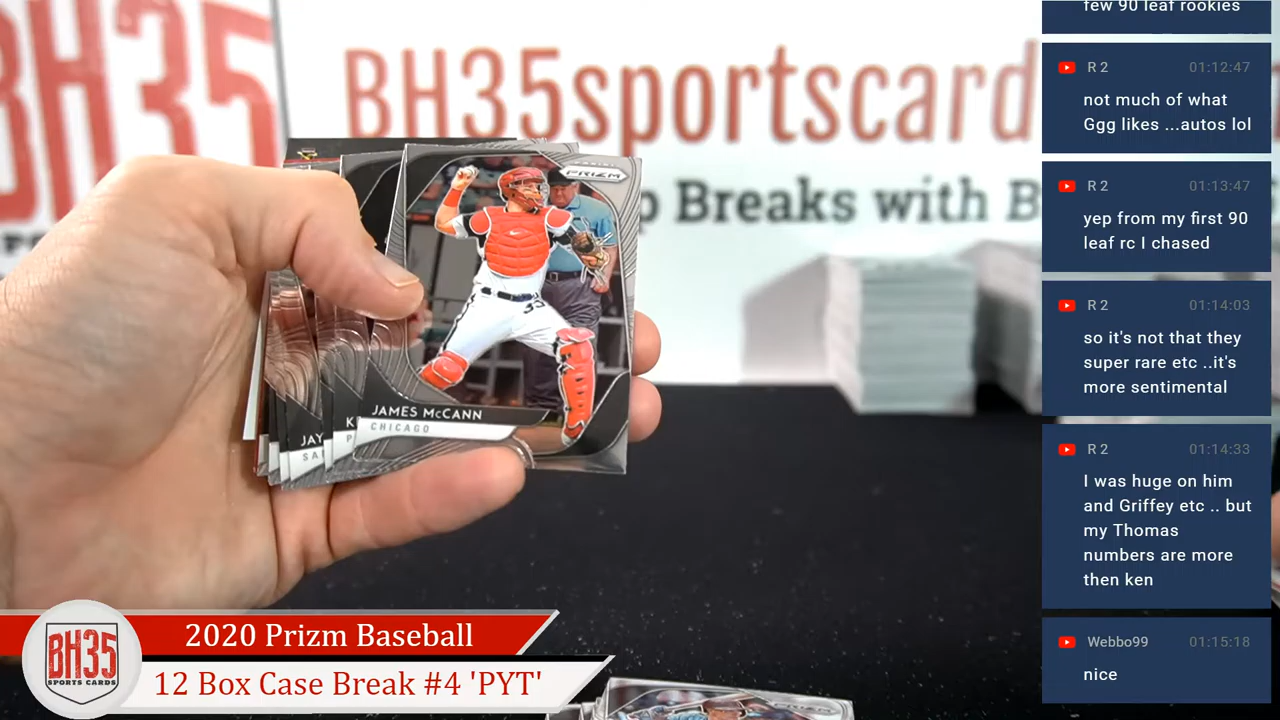 BH35
BH35sportscard
p Breaks with B
PRIZM
JAMES McCANN
CHICAGO
JAY
SA
K
P
2020 Prizm Baseball
12 Box Case Break #4 'PYT'
BH35
SPORTS CARDS
few 90 leaf rookies
R 2 01:12:47
not much of what
Ggg likes ...autos lol
R 2 01:13:47
yep from my first 90
leaf rc I chased
R 2 01:14:03
so it's not that they
super rare etc ..it's
more sentimental
R 2 01:14:33
I was huge on him
and Griffey etc .. but
my Thomas
numbers are more
then ken
Webbo99 01:15:18
nice